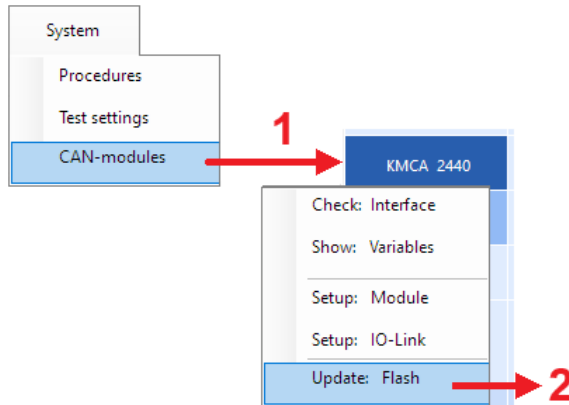 System
Procedures
Test settings
CAN-modules
1
KMCA 2440
Check: Interface
Show: Variables
Setup: Module
Setup: IO-Link
Update: Flash
2